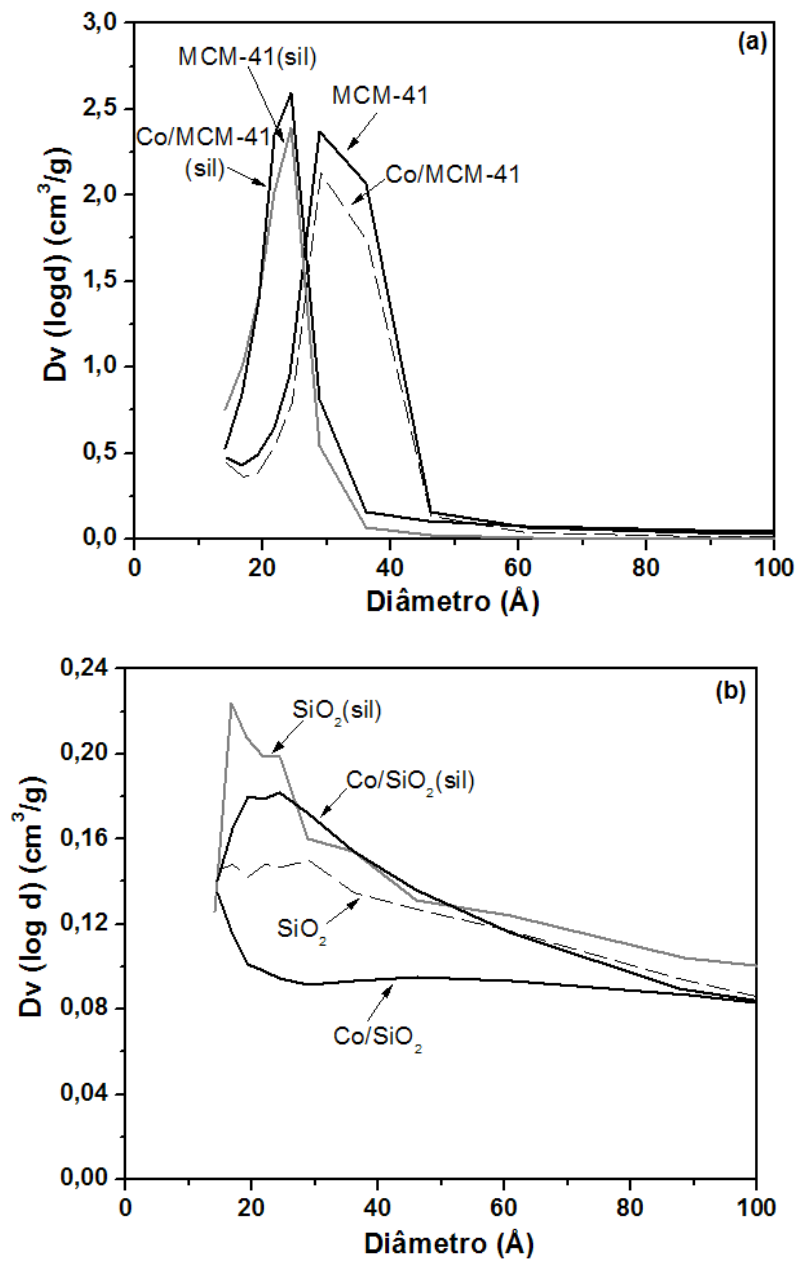 (a)
3,0
2,5
2,0
1,5
1,0
0,5
0,0
Dv (logd) (cm³/g)
MCM-41(sil)
MCM-41
Co/MCM-41
(sil)
Co/MCM-41
0 20 40 60 80 100
Diâmetro (Å)
(b)
0,24
0,20
0,16
0,12
0,08
0,04
0,00
Dv (log d) (cm³/g)
SiO₂(sil)
Co/SiO₂(sil)
SiO₂
Co/SiO₂
0 20 40 60 80 100
Diâmetro (Å)